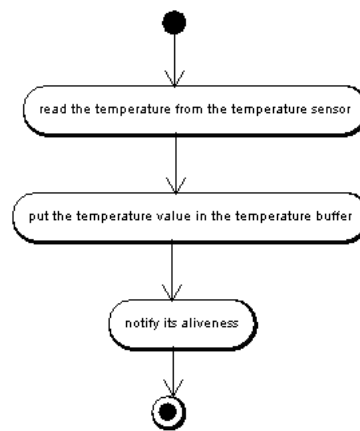 read the temperature from the temperature sensor
put the temperature value in the temperature buffer
notify its aliveness